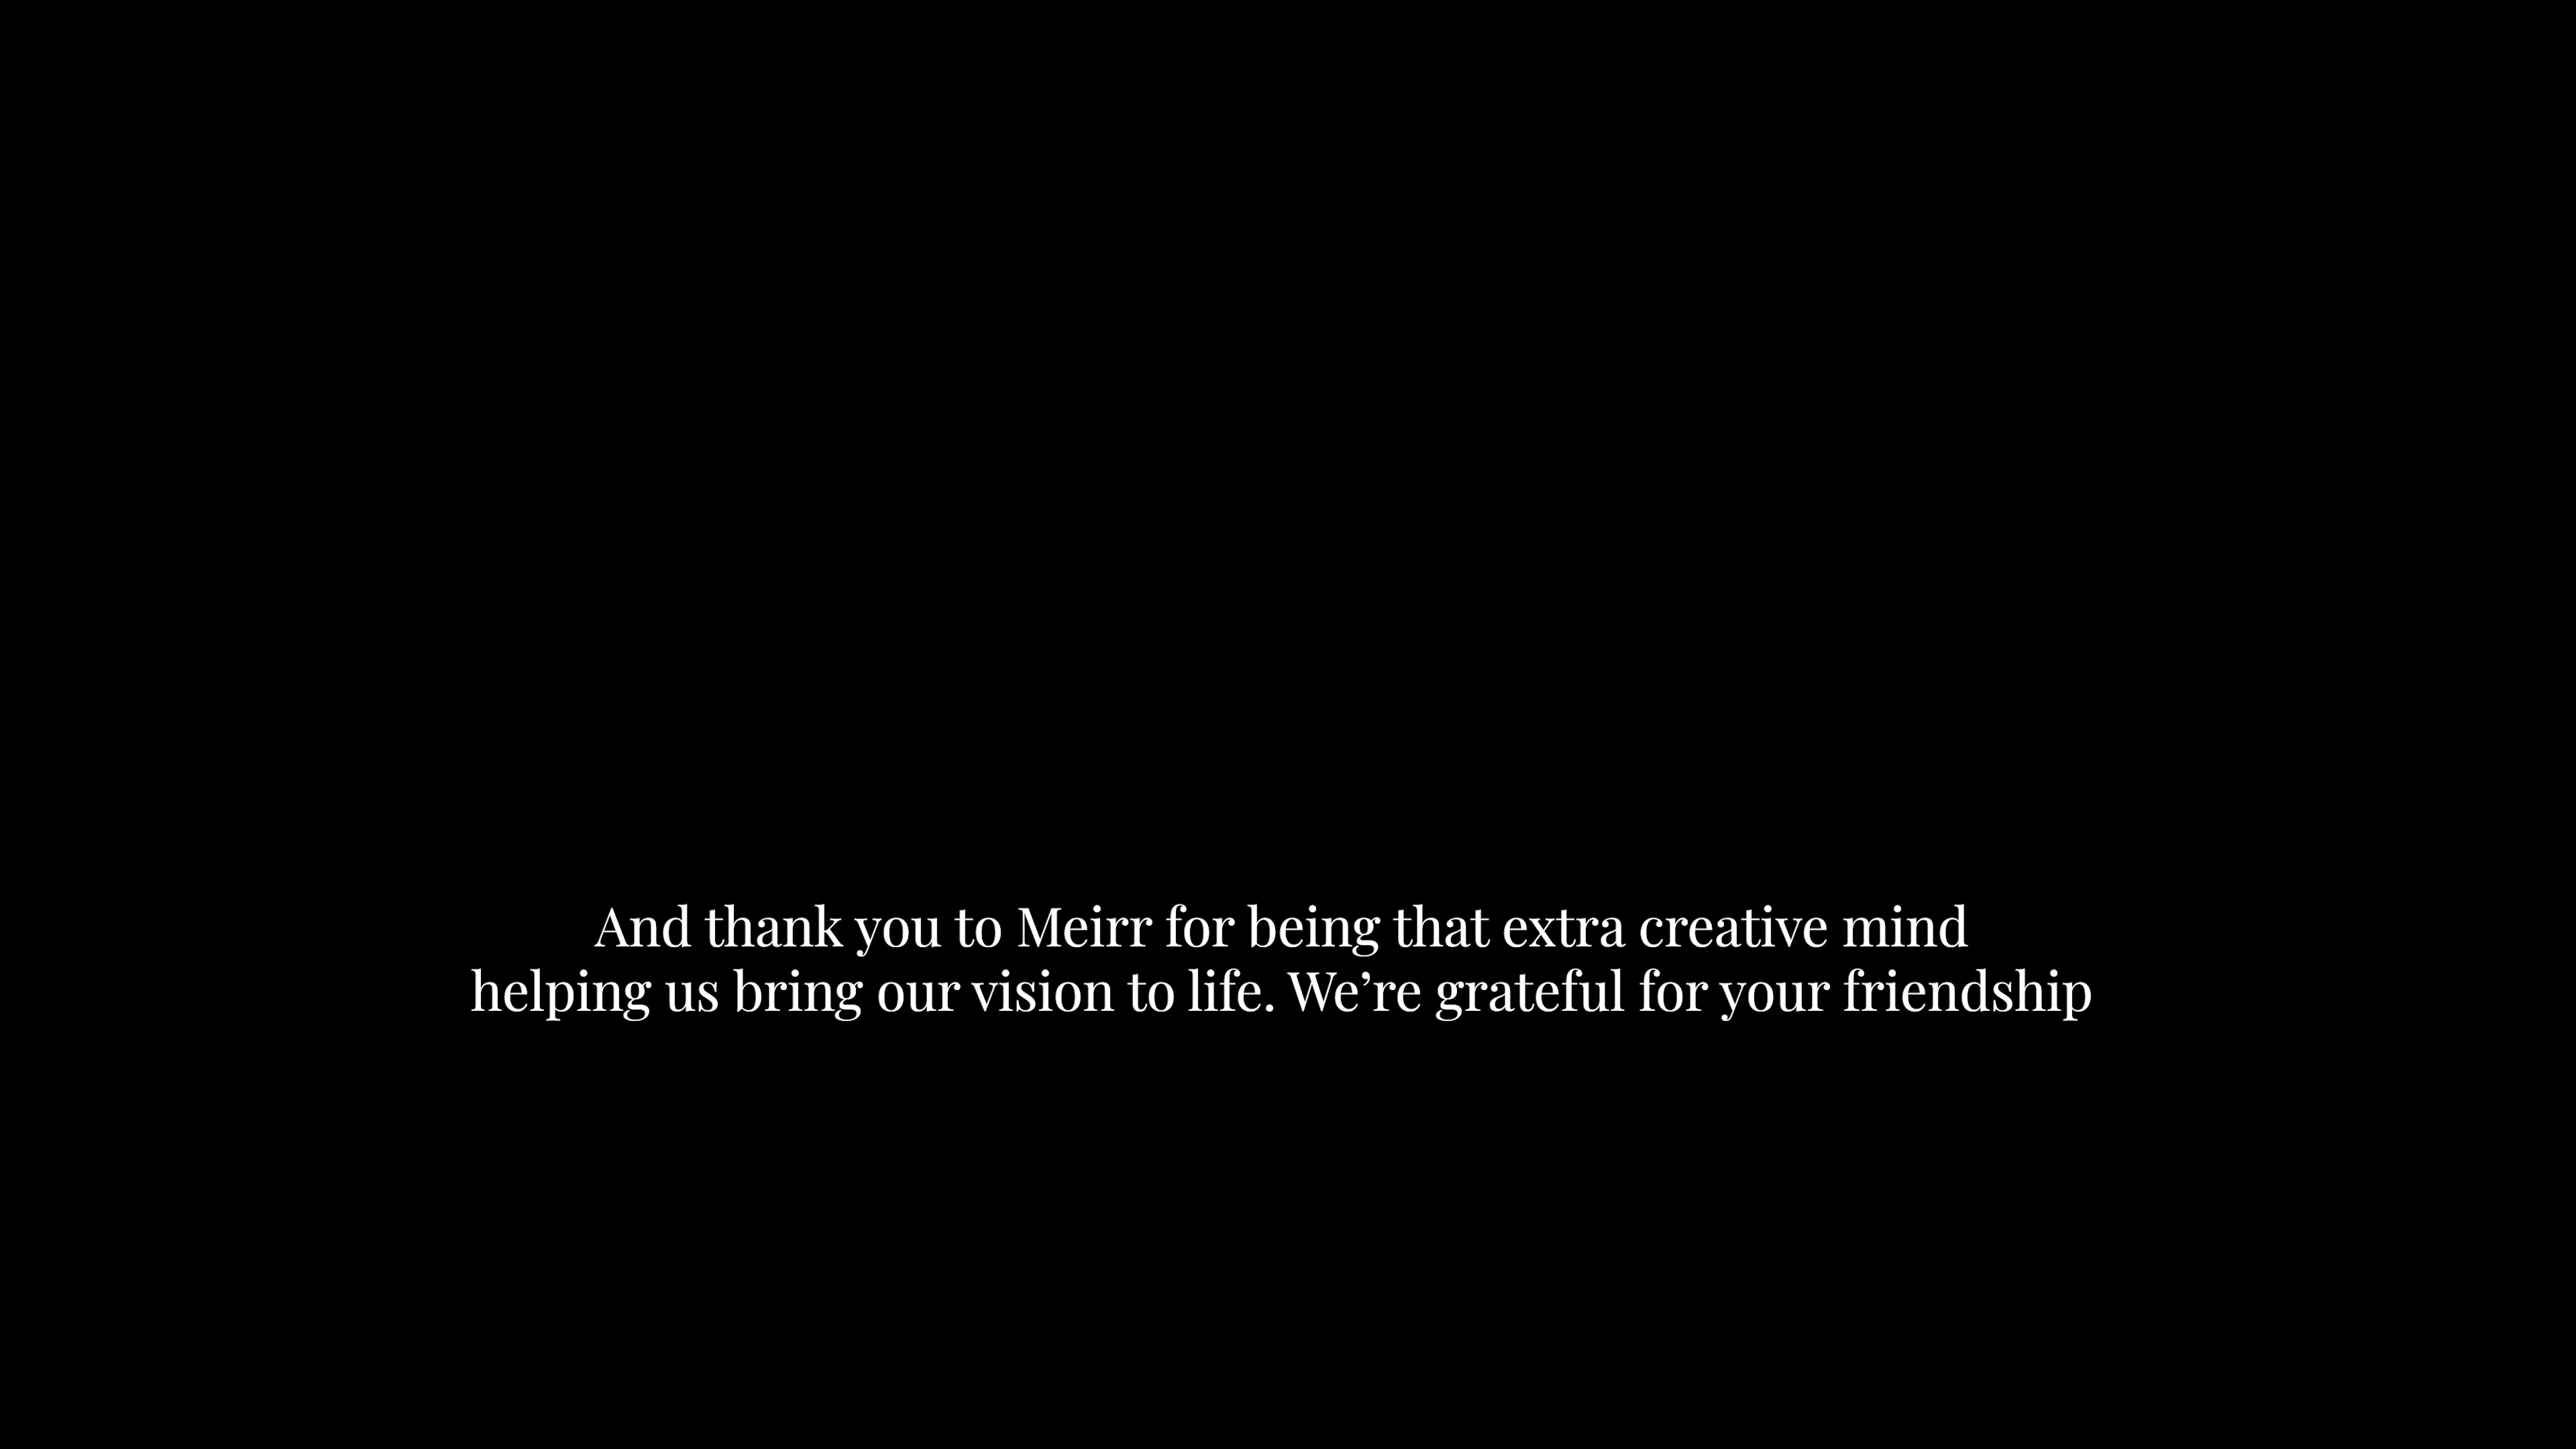 And thank you to Meirr for being that extra creative mind
helping us bring our vision to life. We’re grateful for your friendship